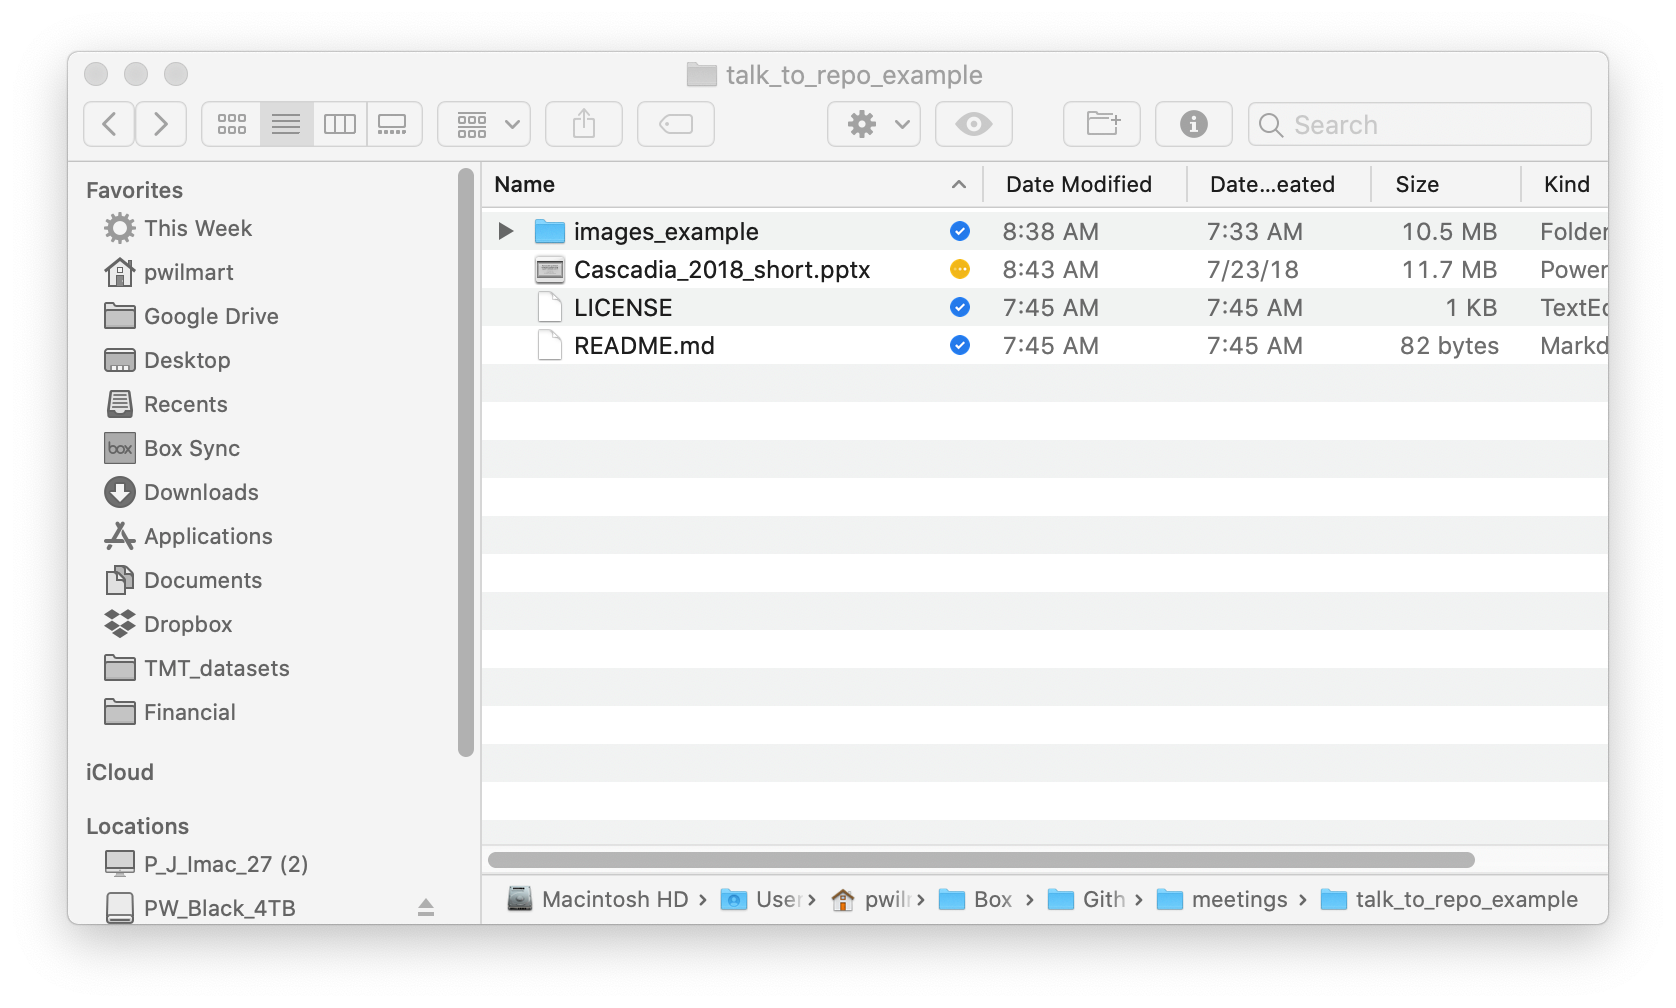 talk_to_repo_example
Search
Favorites
This Week
pwilmart
Google Drive
Desktop
Recents
box Box Sync
Downloads
Applications
Documents
Dropbox
TMT_datasets
Financial
iCloud
Locations
P_J_Imac_27 (2)
PW_Black_4TB
Name Date Modified Date...eated Size Kind
images_example 8:38 AM 7:33 AM 10.5 MB Folder
Cascadia_2018_short.pptx 8:43 AM 7/23/18 11.7 MB Power
LICENSE 7:45 AM 7:45 AM 1 KB TextEd
README.md 7:45 AM 7:45 AM 82 bytes Markd
Macintosh HD › User › pwil › Box › Gith › meetings › talk_to_repo_example